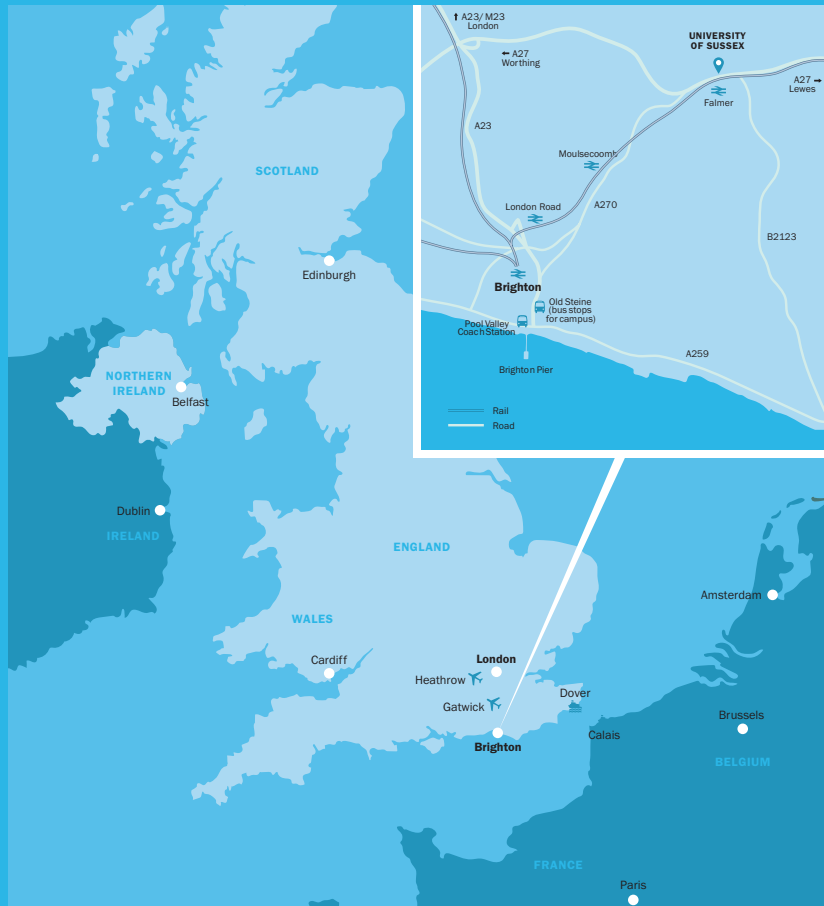 A23/ M23
London
A27
Worthing
UNIVERSITY
OF SUSSEX
A27
Lewes
Falmer
A23
Moulsecoomb
London Road
A270
B2123
Brighton
Old Steine
(bus stops
for campus)
Pool Valley
Coach Station
A259
Brighton Pier
Rail
Road
SCOTLAND
Edinburgh
NORTHERN
IRELAND
Belfast
Dublin
IRELAND
ENGLAND
WALES
Cardiff
London
Heathrow
Gatwick
Brighton
Dover
Calais
Amsterdam
Brussels
BELGIUM
FRANCE
Paris